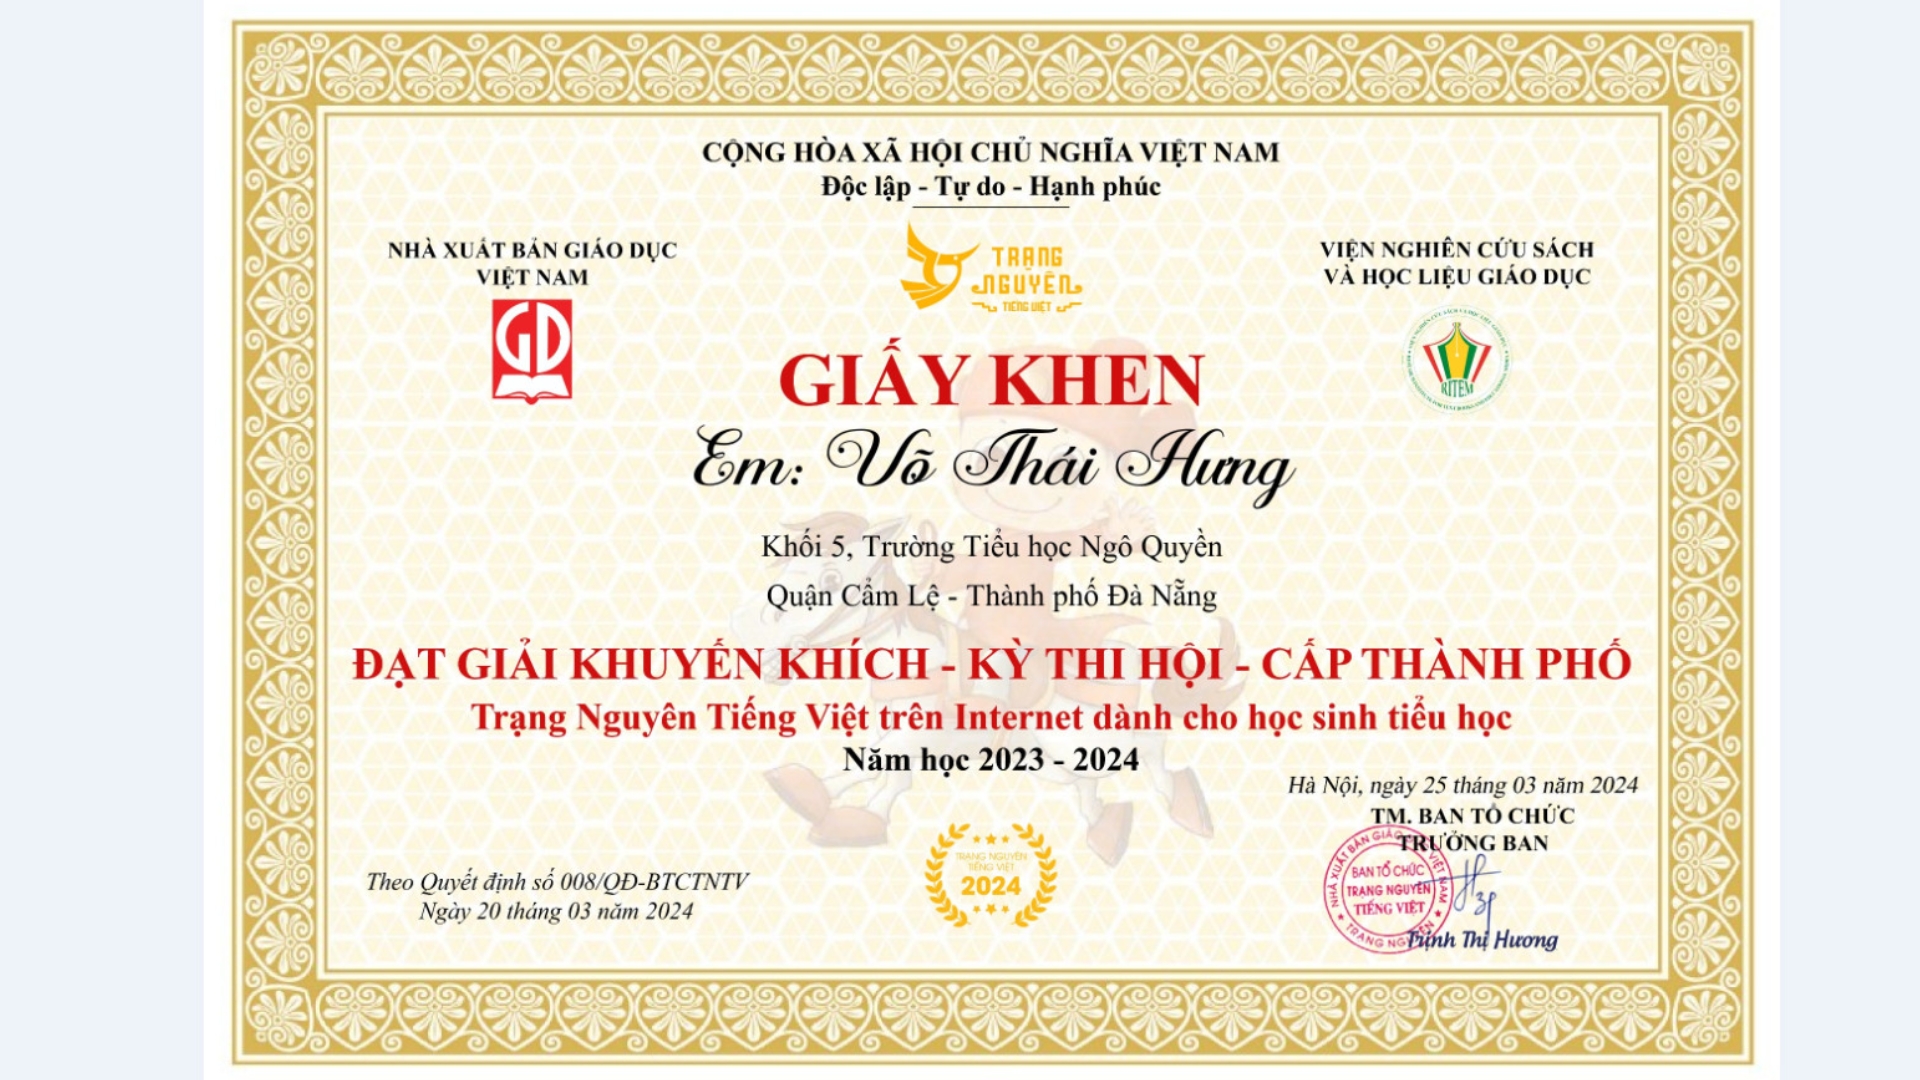 CỘNG HÒA XÃ HỘI CHỦ NGHĨA VIỆT NAM
Độc lập - Tự do - Hạnh phúc
NHÀ XUẤT BẢN GIÁO DỤC
VIỆT NAM
GD
TRẠNG
NGUYÊN
TIẾNG VIỆT
VIỆN NGHIÊN CỨU SÁCH
VÀ HỌC LIỆU GIÁO DỤC
RITEM
GIẤY KHEN
Em: Võ Thái Hưng
Khối 5, Trường Tiểu học Ngô Quyền
Quận Cẩm Lệ - Thành phố Đà Nẵng
ĐẠT GIẢI KHUYẾN KHÍCH - KỲ THI HỘI - CẤP THÀNH PHỐ
Trạng Nguyên Tiếng Việt trên Internet dành cho học sinh tiểu học
Năm học 2023 - 2024
Hà Nội, ngày 25 tháng 03 năm 2024
TM. BAN TỔ CHỨC
TRƯỞNG BAN
NHÀ XUẤT BẢN GIÁO VIỆT NAM
BAN TỔ CHỨC
TRẠNG NGUYÊN
TIẾNG VIỆT
TRANG NGUYÊN
Trịnh Thị Hương
TRẠNG NGUYÊN
TIẾNG VIỆT
2024
Theo Quyết định số 008/QĐ-BTCTNTV
Ngày 20 tháng 03 năm 2024